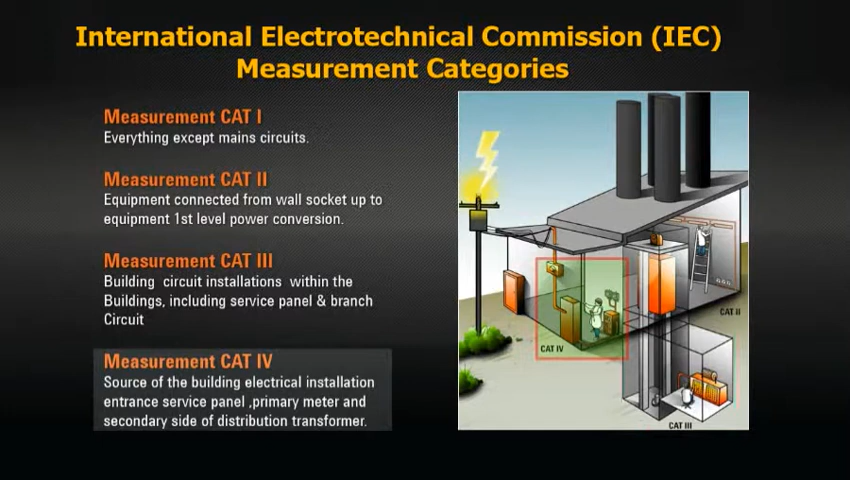 International Electrotechnical Commission (IEC)
Measurement Categories
Measurement CAT I
Everything except mains circuits.
Measurement CAT II
Equipment connected from wall socket up to
equipment 1st level power conversion.
Measurement CAT III
Building circuit installations within the
Buildings, including service panel & branch
Circuit
Measurement CAT IV
Source of the building electrical installation
entrance service panel ,primary meter and
secondary side of distribution transformer.
CAT II
CAT IV
CAT III